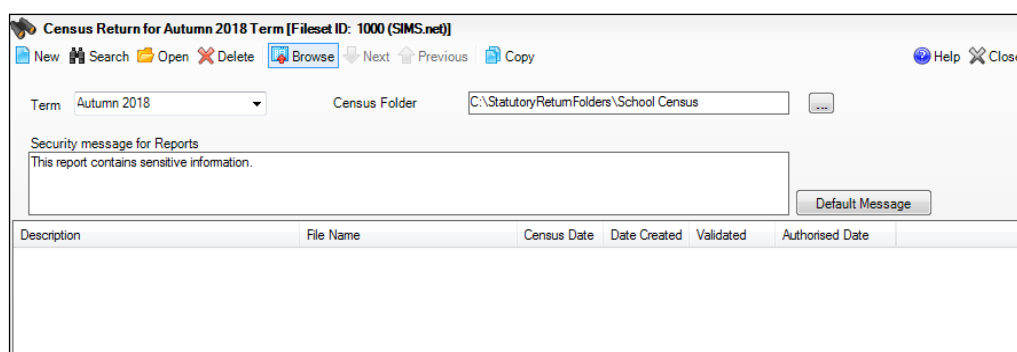 Census Return for Autumn 2018 Term [Fileset ID: 1000 (SIMS.net)]
New Search Open Delete Browse Next Previous Copy Help Close
Term Autumn 2018 Census Folder C:\StatutoryReturnFolders\School Census ...
Security message for Reports
This report contains sensitive information.
Default Message
Description File Name Census Date Date Created Validated Authorised Date